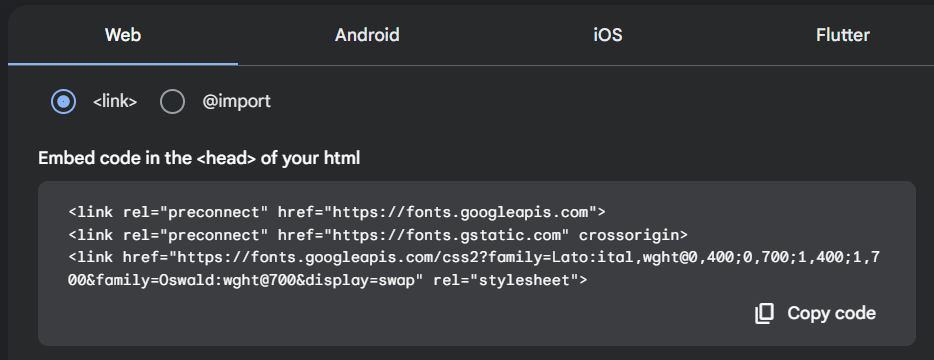 Web Android iOS Flutter
<link> @import
Embed code in the <head> of your html
<link rel="preconnect" href="https://fonts.googleapis.com">
<link rel="preconnect" href="https://fonts.gstatic.com" crossorigin>
<link href="https://fonts.googleapis.com/css2?family=Lato:ital,wght@0,400;0,700;1,400;1,7
00&family=Oswald:wght@700&display=swap" rel="stylesheet">
Copy code